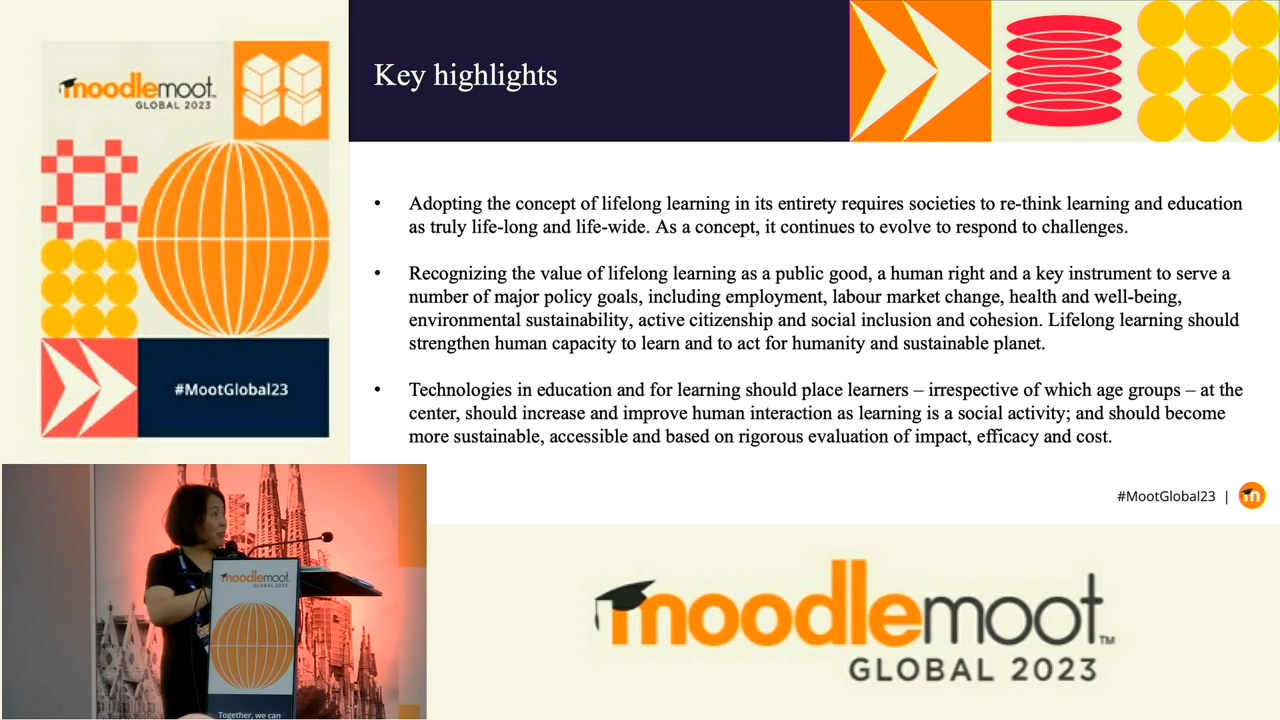 moodlemoot™
GLOBAL 2023
#MootGlobal23
Key highlights
• Adopting the concept of lifelong learning in its entirety requires societies to re-think learning and education
as truly life-long and life-wide. As a concept, it continues to evolve to respond to challenges.
• Recognizing the value of lifelong learning as a public good, a human right and a key instrument to serve a
number of major policy goals, including employment, labour market change, health and well-being,
environmental sustainability, active citizenship and social inclusion and cohesion. Lifelong learning should
strengthen human capacity to learn and to act for humanity and sustainable planet.
• Technologies in education and for learning should place learners – irrespective of which age groups – at the
center, should increase and improve human interaction as learning is a social activity; and should become
more sustainable, accessible and based on rigorous evaluation of impact, efficacy and cost.
#MootGlobal23 | m
moodlemoot
GLOBAL 2023
Together, we can
moodlemoot™
GLOBAL 2023